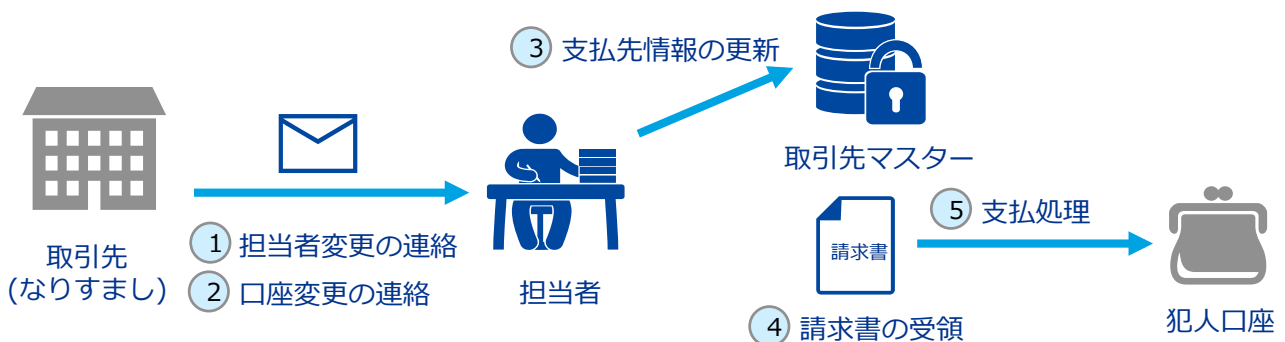 3 支払先情報の更新
取引先マスター
取引先
(なりすまし)
1 担当者変更の連絡
2 口座変更の連絡
担当者
請求書
4 請求書の受領
5 支払処理
犯人口座